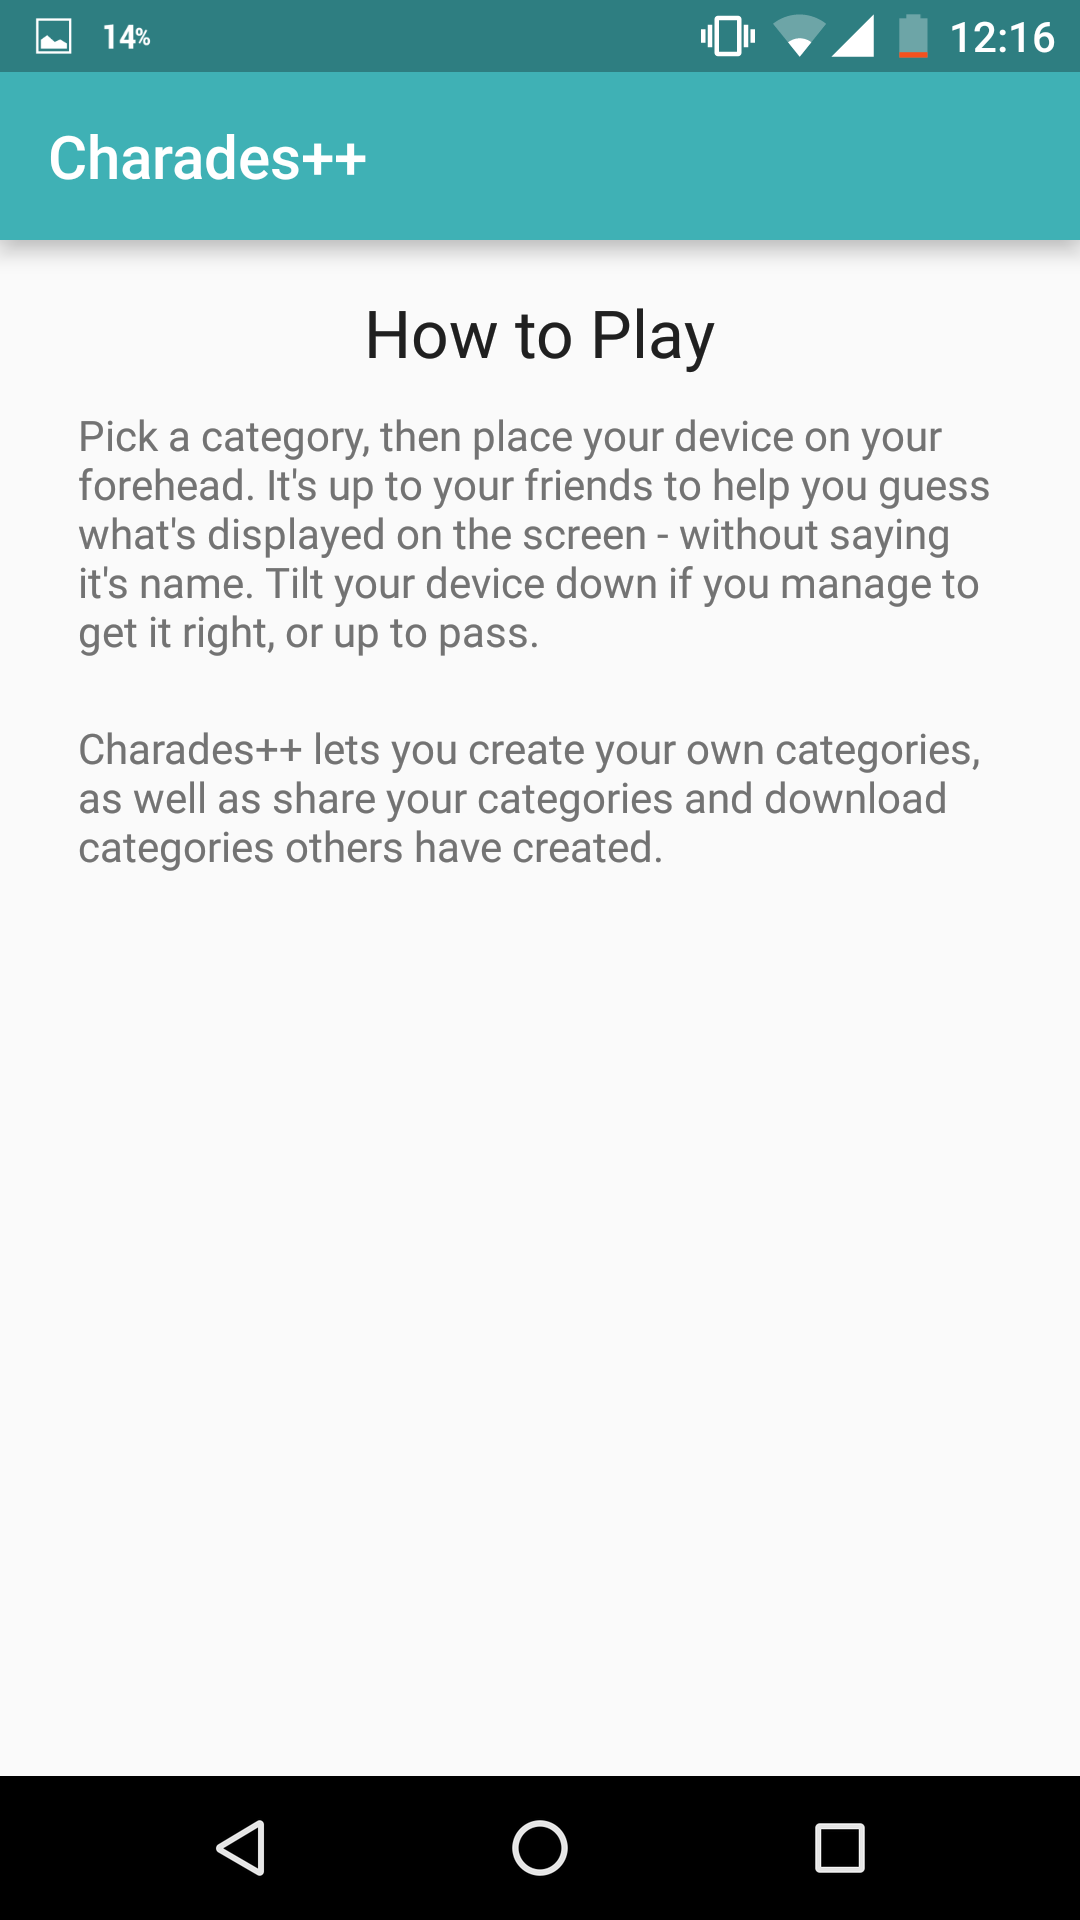 14%
12:16
Charades++
How to Play
Pick a category, then place your device on your
forehead. It's up to your friends to help you guess
what's displayed on the screen - without saying
it's name. Tilt your device down if you manage to
get it right, or up to pass.
Charades++ lets you create your own categories,
as well as share your categories and download
categories others have created.